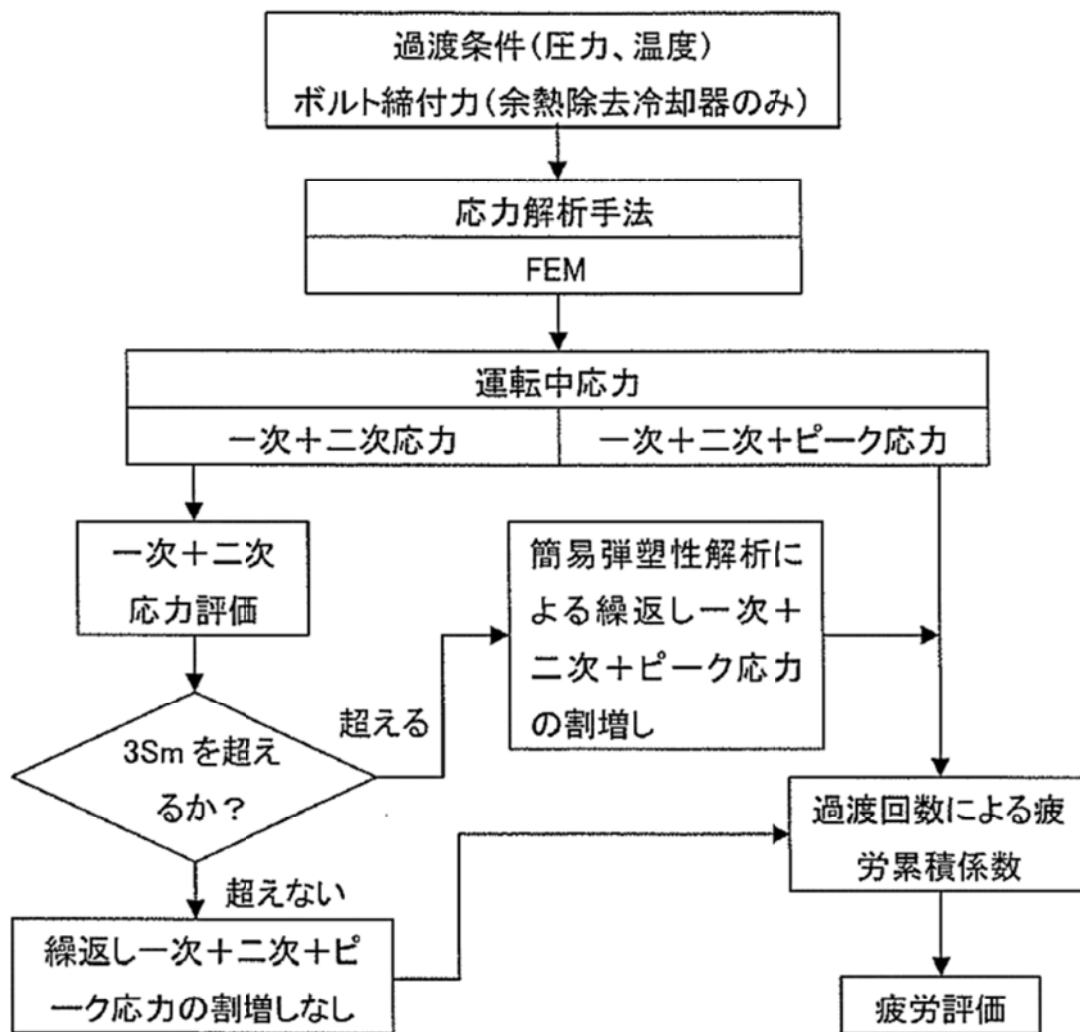 過渡条件(圧力、温度)
ボルト締付力(余熱除去冷却器のみ)
応力解析手法
FEM
運転中応力
一次＋二次応力
一次＋二次＋ピーク応力
一次＋二次
応力評価
簡易弾塑性解析に
よる繰返し一次＋
二次＋ピーク応力
の割増し
超える
3Sm を超え
るか？
過渡回数による疲
労累積係数
超えない
繰返し一次＋二次＋ピ
ーク応力の割増しなし
疲労評価